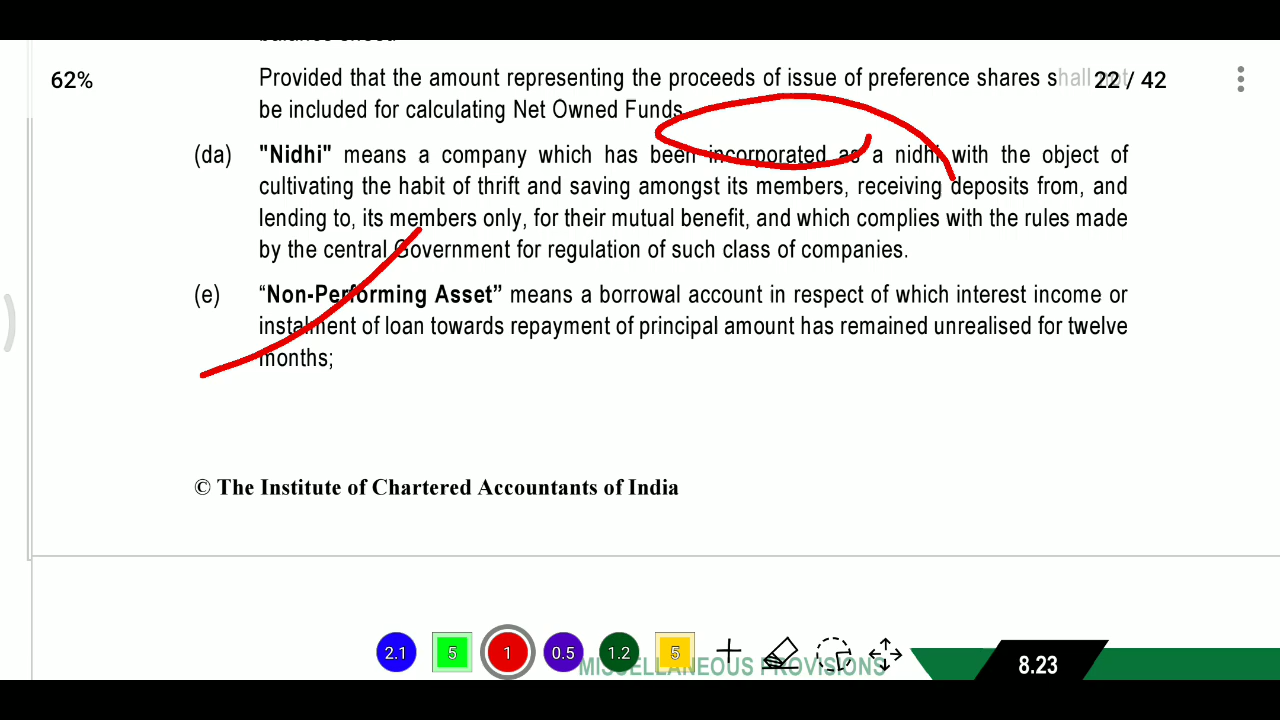 62%
Provided that the amount representing the proceeds of issue of preference shares shall not
22 / 42
be included for calculating Net Owned Funds.
(da) "Nidhi" means a company which has been incorporated as a nidhi with the object of
cultivating the habit of thrift and saving amongst its members, receiving deposits from, and
lending to, its members only, for their mutual benefit, and which complies with the rules made
by the central Government for regulation of such class of companies.
(e) “Non-Performing Asset” means a borrowal account in respect of which interest income or
instalment of loan towards repayment of principal amount has remained unrealised for twelve
months;
© The Institute of Chartered Accountants of India
2.1 5 1 0.5 1.2 5
MISCELLANEOUS PROVISIONS 8.23